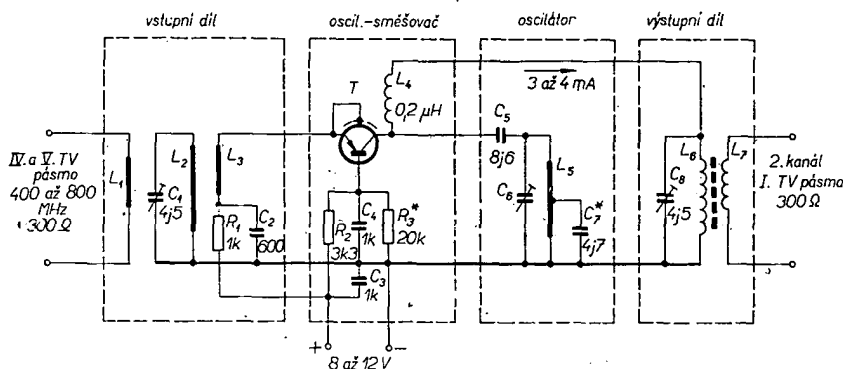 vstupní díl
oscil.-směšovač
oscilátor
výstupní díl
T
L4
0,2 μH
3 až 4 mA
IV. a V. TV
pásmo
400 až 800
MHz
300 Ω
L1
C1
4j5
L2
L3
R1
1k
C2
600
R2
3k3
C4
1k
R3*
20k
C3
1k
C5
8j6
C6
L5
C7*
4j7
C8
4j5
L6
L7
2. kanál
I. TV pásma
300 Ω
+
8 až 12 V
−